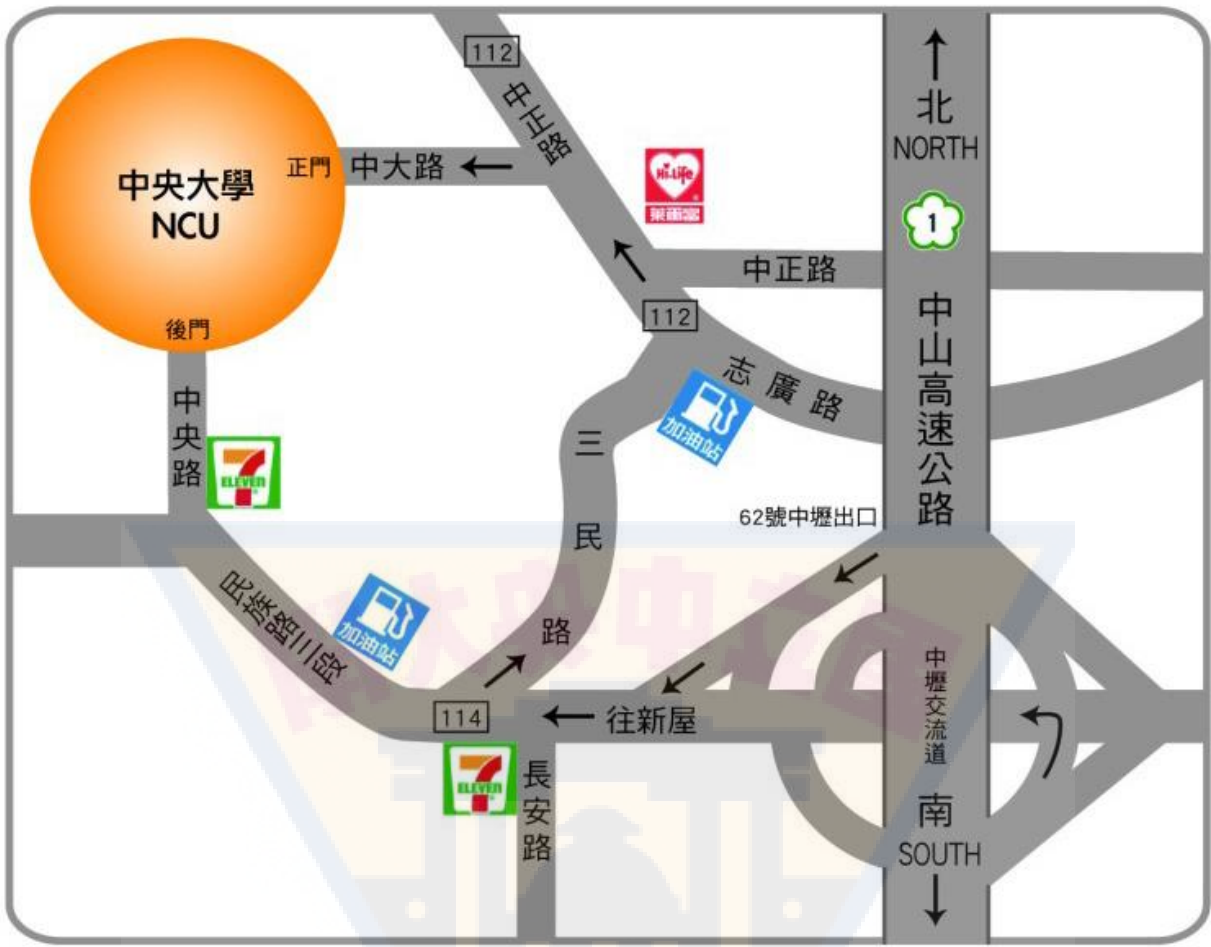 112
中正路
北
NORTH
正門
中大路
中央大學
NCU
Hi-Life
萊爾富
1
中正路
112
後門
志廣路
加油站
中山高速公路
中央路
三民路
7
ELEVEN
62號中壢出口
民族路三段
加油站
中壢交流道
114
往新屋
7
ELEVEN
長安路
南
SOUTH